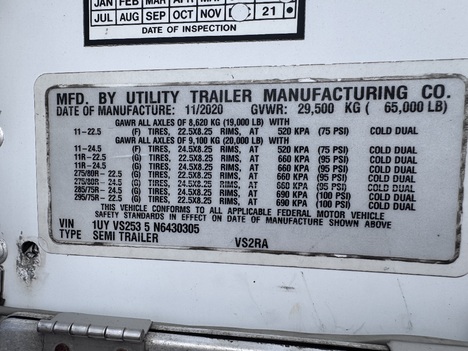 JAN FEB MAR APR MAY
JUL AUG SEP OCT NOV 21
DATE OF INSPECTION
MFD. BY UTILITY TRAILER MANUFACTURING CO.
DATE OF MANUFACTURE: 11/2020 GVWR: 29,500 KG ( 65,000 LB)
GAWR ALL AXLES OF 8,620 KG (19,000 LB) WITH
11-22.5 (F) TIRES, 22.5X8.25 RIMS, AT 520 KPA (75 PSI) COLD DUAL
GAWR ALL AXLES OF 9,100 KG (20,000 LB) WITH
11-24.5 (F) TIRES, 24.5X8.25 RIMS, AT 520 KPA (75 PSI) COLD DUAL
11R-22.5 (G) TIRES, 22.5X8.25 RIMS, AT 660 KPA (95 PSI) COLD DUAL
11R-24.5 (G) TIRES, 24.5X8.25 RIMS, AT 660 KPA (95 PSI) COLD DUAL
275/80R-22.5 (G) TIRES, 22.5X8.25 RIMS, AT 660 KPA (95 PSI) COLD DUAL
275/80R-24.5 (G) TIRES, 24.5X8.25 RIMS, AT 660 KPA (95 PSI) COLD DUAL
285/75R-24.5 (G) TIRES, 24.5X8.25 RIMS, AT 690 KPA (100 PSI) COLD DUAL
295/75R-22.5 (G) TIRES, 22.5X8.25 RIMS, AT 690 KPA (100 PSI) COLD DUAL
THIS VEHICLE CONFORMS TO ALL APPLICABLE FEDERAL MOTOR VEHICLE
SAFETY STANDARDS IN EFFECT ON DATE OF MANUFACTURE SHOWN ABOVE
VIN 1UY VS253 5 N6430305
TYPE SEMI TRAILER VS2RA